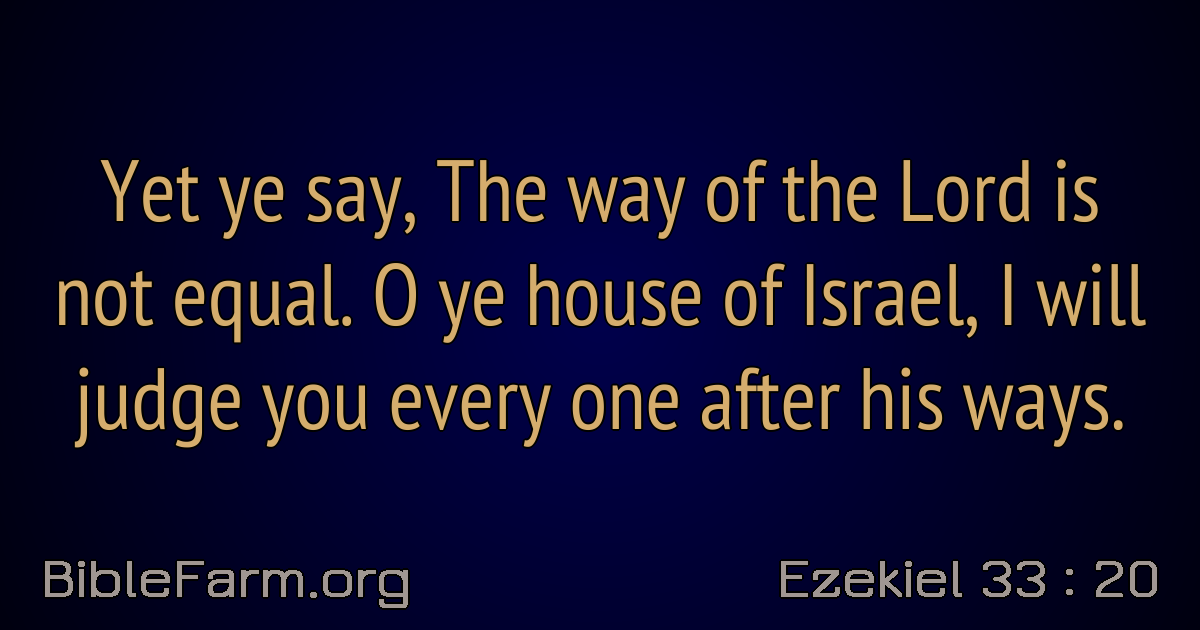 Yet ye say, The way of the Lord is
not equal. O ye house of Israel, I will
judge you every one after his ways.
BibleFarm.org
Ezekiel 33 : 20